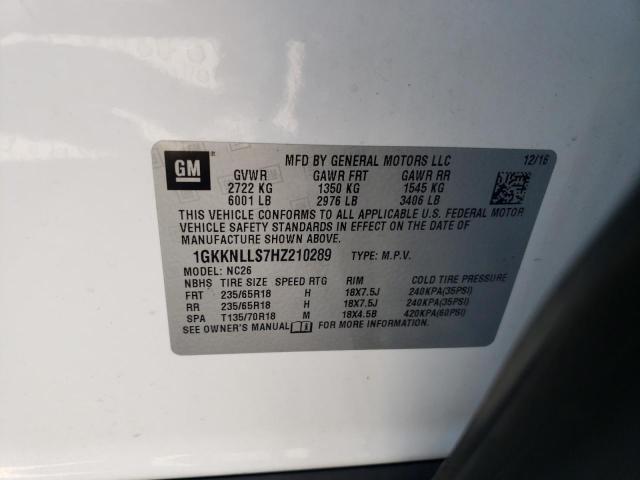 GM
MFD BY GENERAL MOTORS LLC 12/16
GVWR GAWR FRT GAWR RR
2722 KG 1350 KG 1545 KG
6001 LB 2976 LB 3406 LB
THIS VEHICLE CONFORMS TO ALL APPLICABLE U.S. FEDERAL MOTOR
VEHICLE SAFETY STANDARDS IN EFFECT ON THE DATE OF
MANUFACTURE SHOWN ABOVE.
1GKKNLLS7HZ210289 TYPE: M.P.V.
MODEL: NC26
NBHS TIRE SIZE SPEED RTG RIM COLD TIRE PRESSURE
FRT 235/65R18 H 18X7.5J 240KPA(35PSI)
RR 235/65R18 H 18X7.5J 240KPA(35PSI)
SPA T135/70R18 M 18X4.5B 420KPA(60PSI)
SEE OWNER'S MANUAL FOR MORE INFORMATION